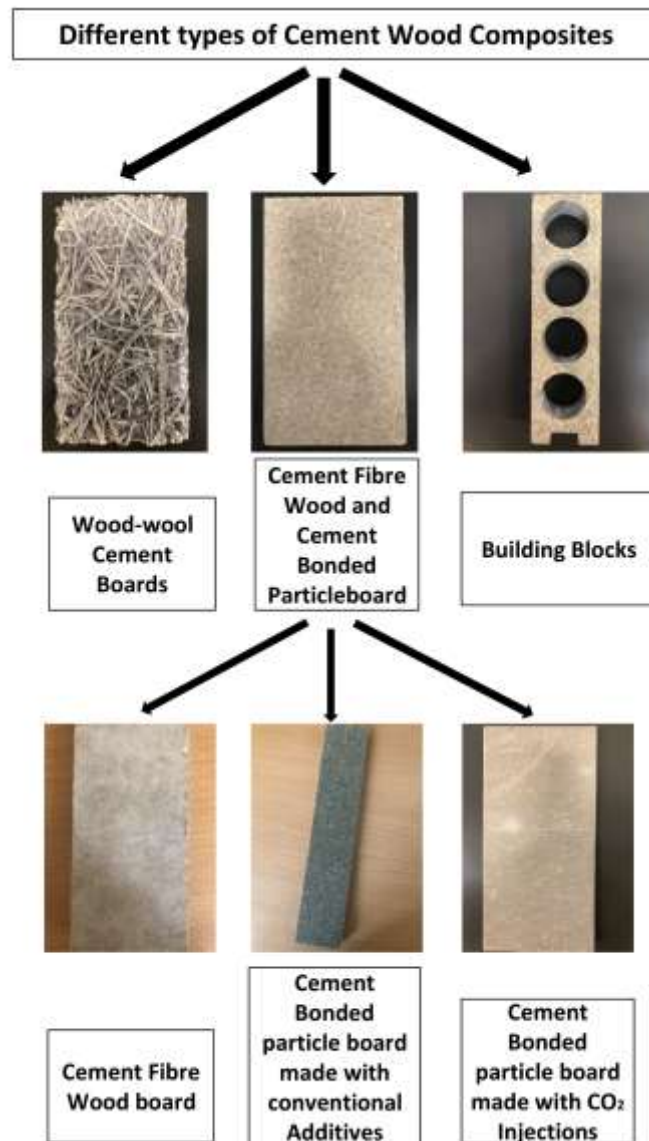 Different types of Cement Wood Composites
Wood-wool
Cement
Boards
Cement Fibre
Wood and
Cement
Bonded
Particleboard
Building Blocks
Cement Fibre
Wood board
Cement
Bonded
particle board
made with
conventional
Additives
Cement
Bonded
particle board
made with CO₂
Injections